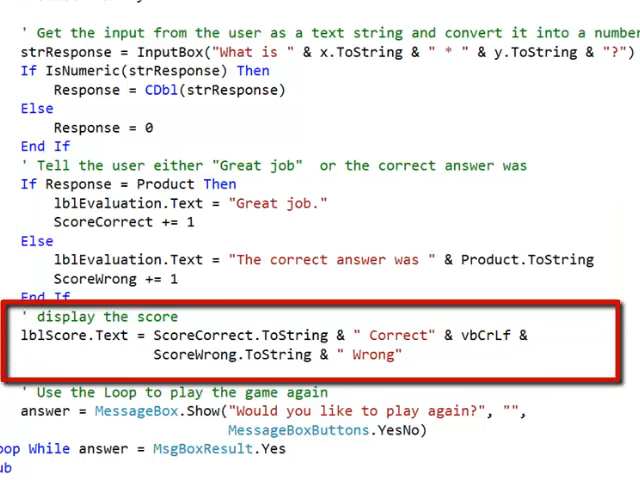 ' Get the input from the user as a text string and convert it into a number
strResponse = InputBox("What is " & x.ToString & " * " & y.ToString & "?")
If IsNumeric(strResponse) Then
Response = CDbl(strResponse)
Else
Response = 0
End If
' Tell the user either "Great job"  or the correct answer was
If Response = Product Then
lblEvaluation.Text = "Great job."
ScoreCorrect += 1
Else
lblEvaluation.Text = "The correct answer was " & Product.ToString
ScoreWrong += 1
End If
' display the score
lblScore.Text = ScoreCorrect.ToString & " Correct" & vbCrLf &
ScoreWrong.ToString & " Wrong"
' Use the Loop to play the game again
answer = MessageBox.Show("Would you like to play again?", "",
MessageBoxButtons.YesNo)
oop While answer = MsgBoxResult.Yes
ub